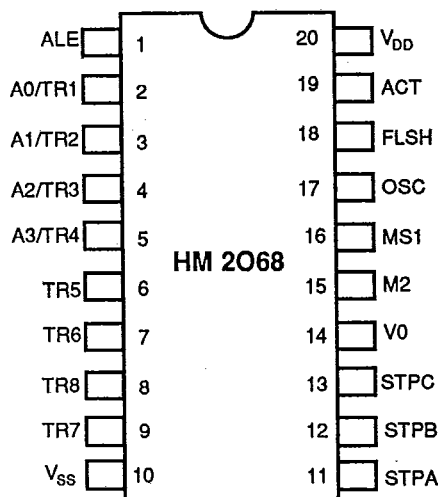 ALE 1 20 VDD
A0/TR1 2 19 ACT
A1/TR2 3 18 FLSH
A2/TR3 4 17 OSC
A3/TR4 5 16 MS1
HM 2O68
TR5 6 15 M2
TR6 7 14 V0
TR8 8 13 STPC
TR7 9 12 STPB
VSS 10 11 STPA